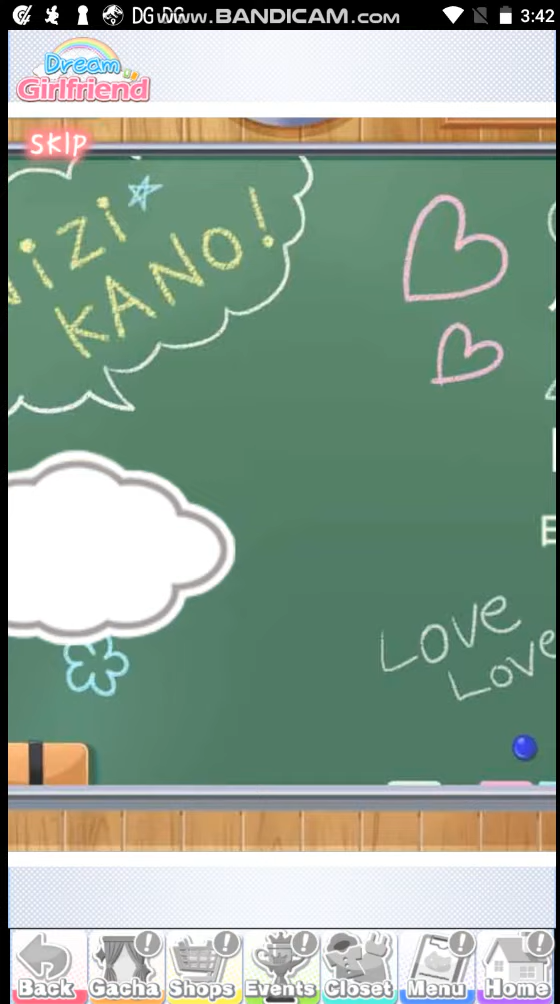 DG DG
www.BANDICAM.COM
3:42
Dream
Girlfriend
SKIP
iZi
KANO!
Love
Love
Back
Gacha
Shops
Events
Closet
Menu
Home